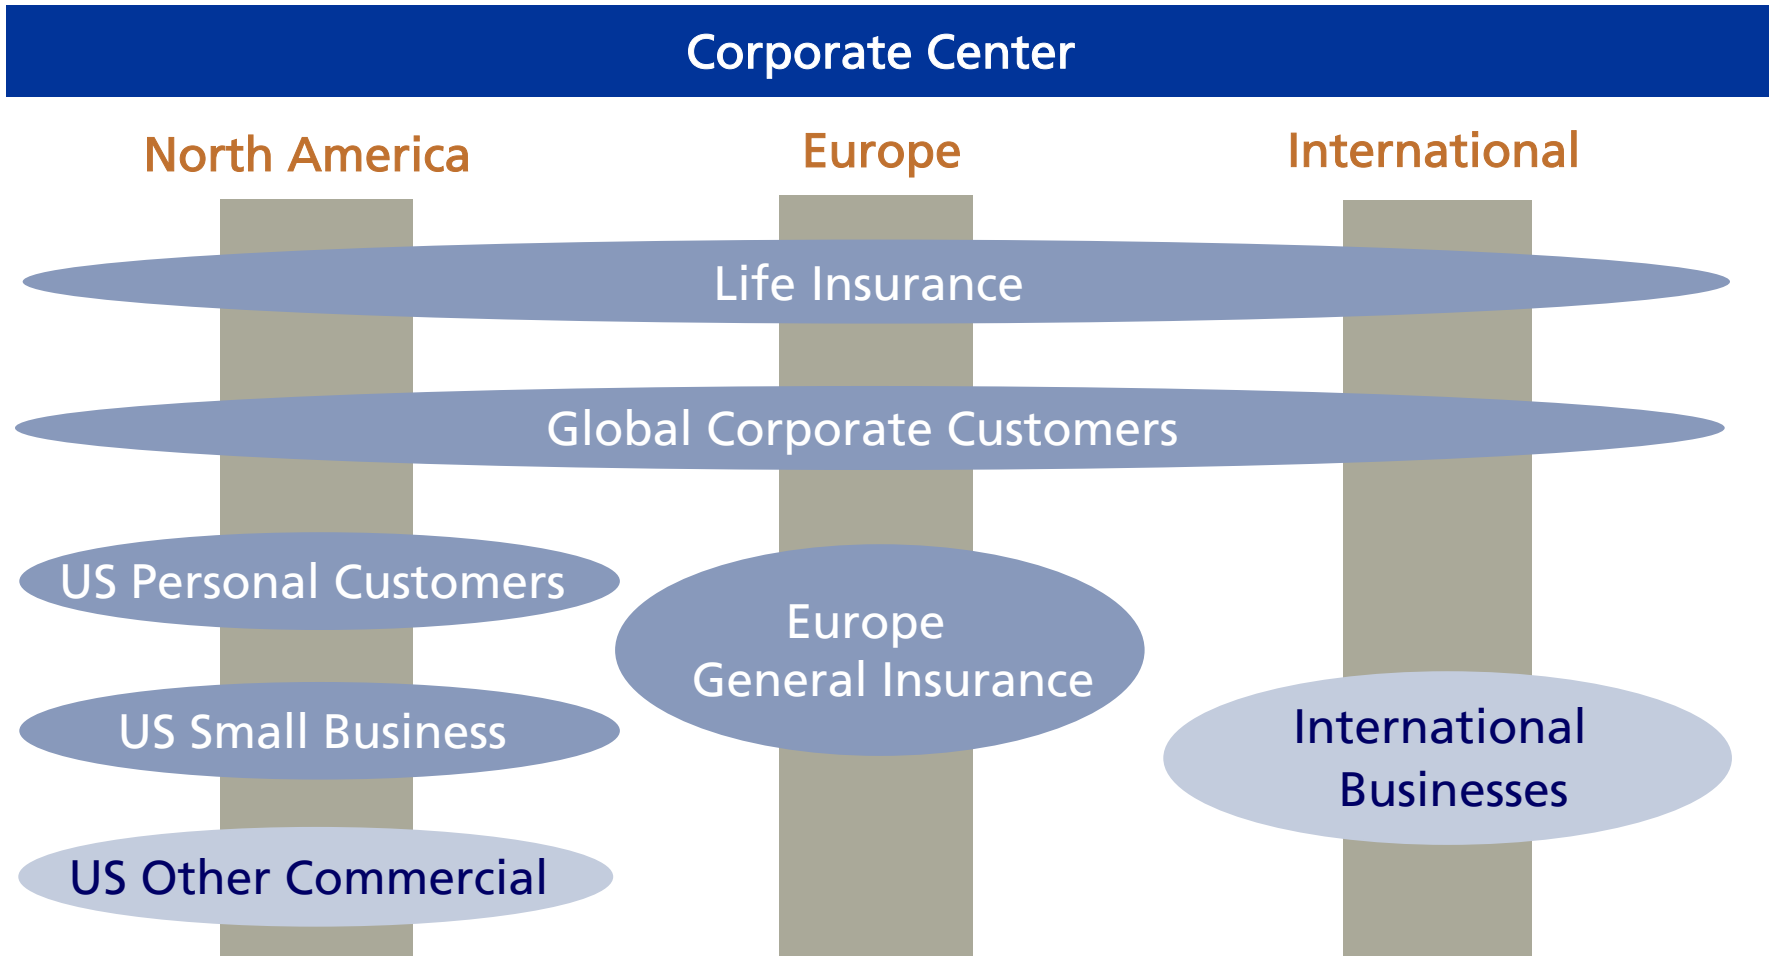 Corporate Center
North America
Europe
International
Life Insurance
Global Corporate Customers
US Personal Customers
Europe
General Insurance
US Small Business
International
Businesses
US Other Commercial